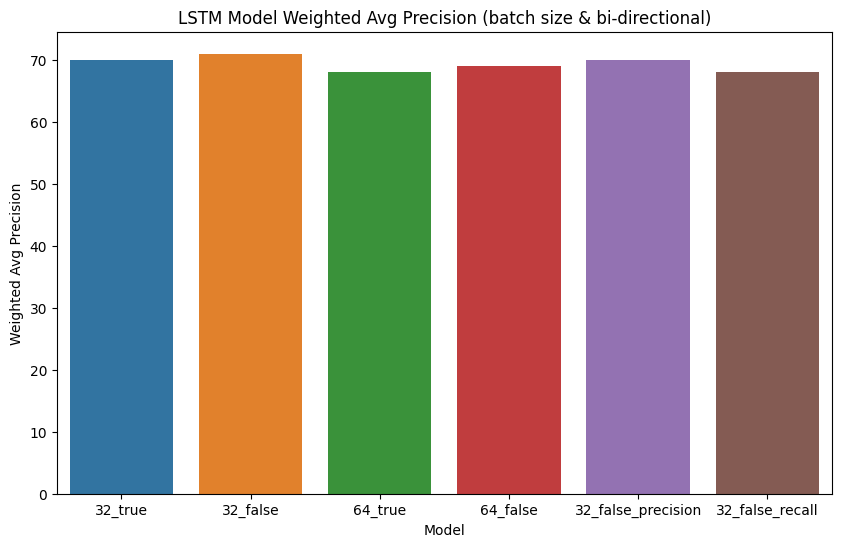 LSTM Model Weighted Avg Precision (batch size & bi-directional)
Weighted Avg Precision
70
60
50
40
30
20
10
0
32_true 32_false 64_true 64_false 32_false_precision 32_false_recall
Model